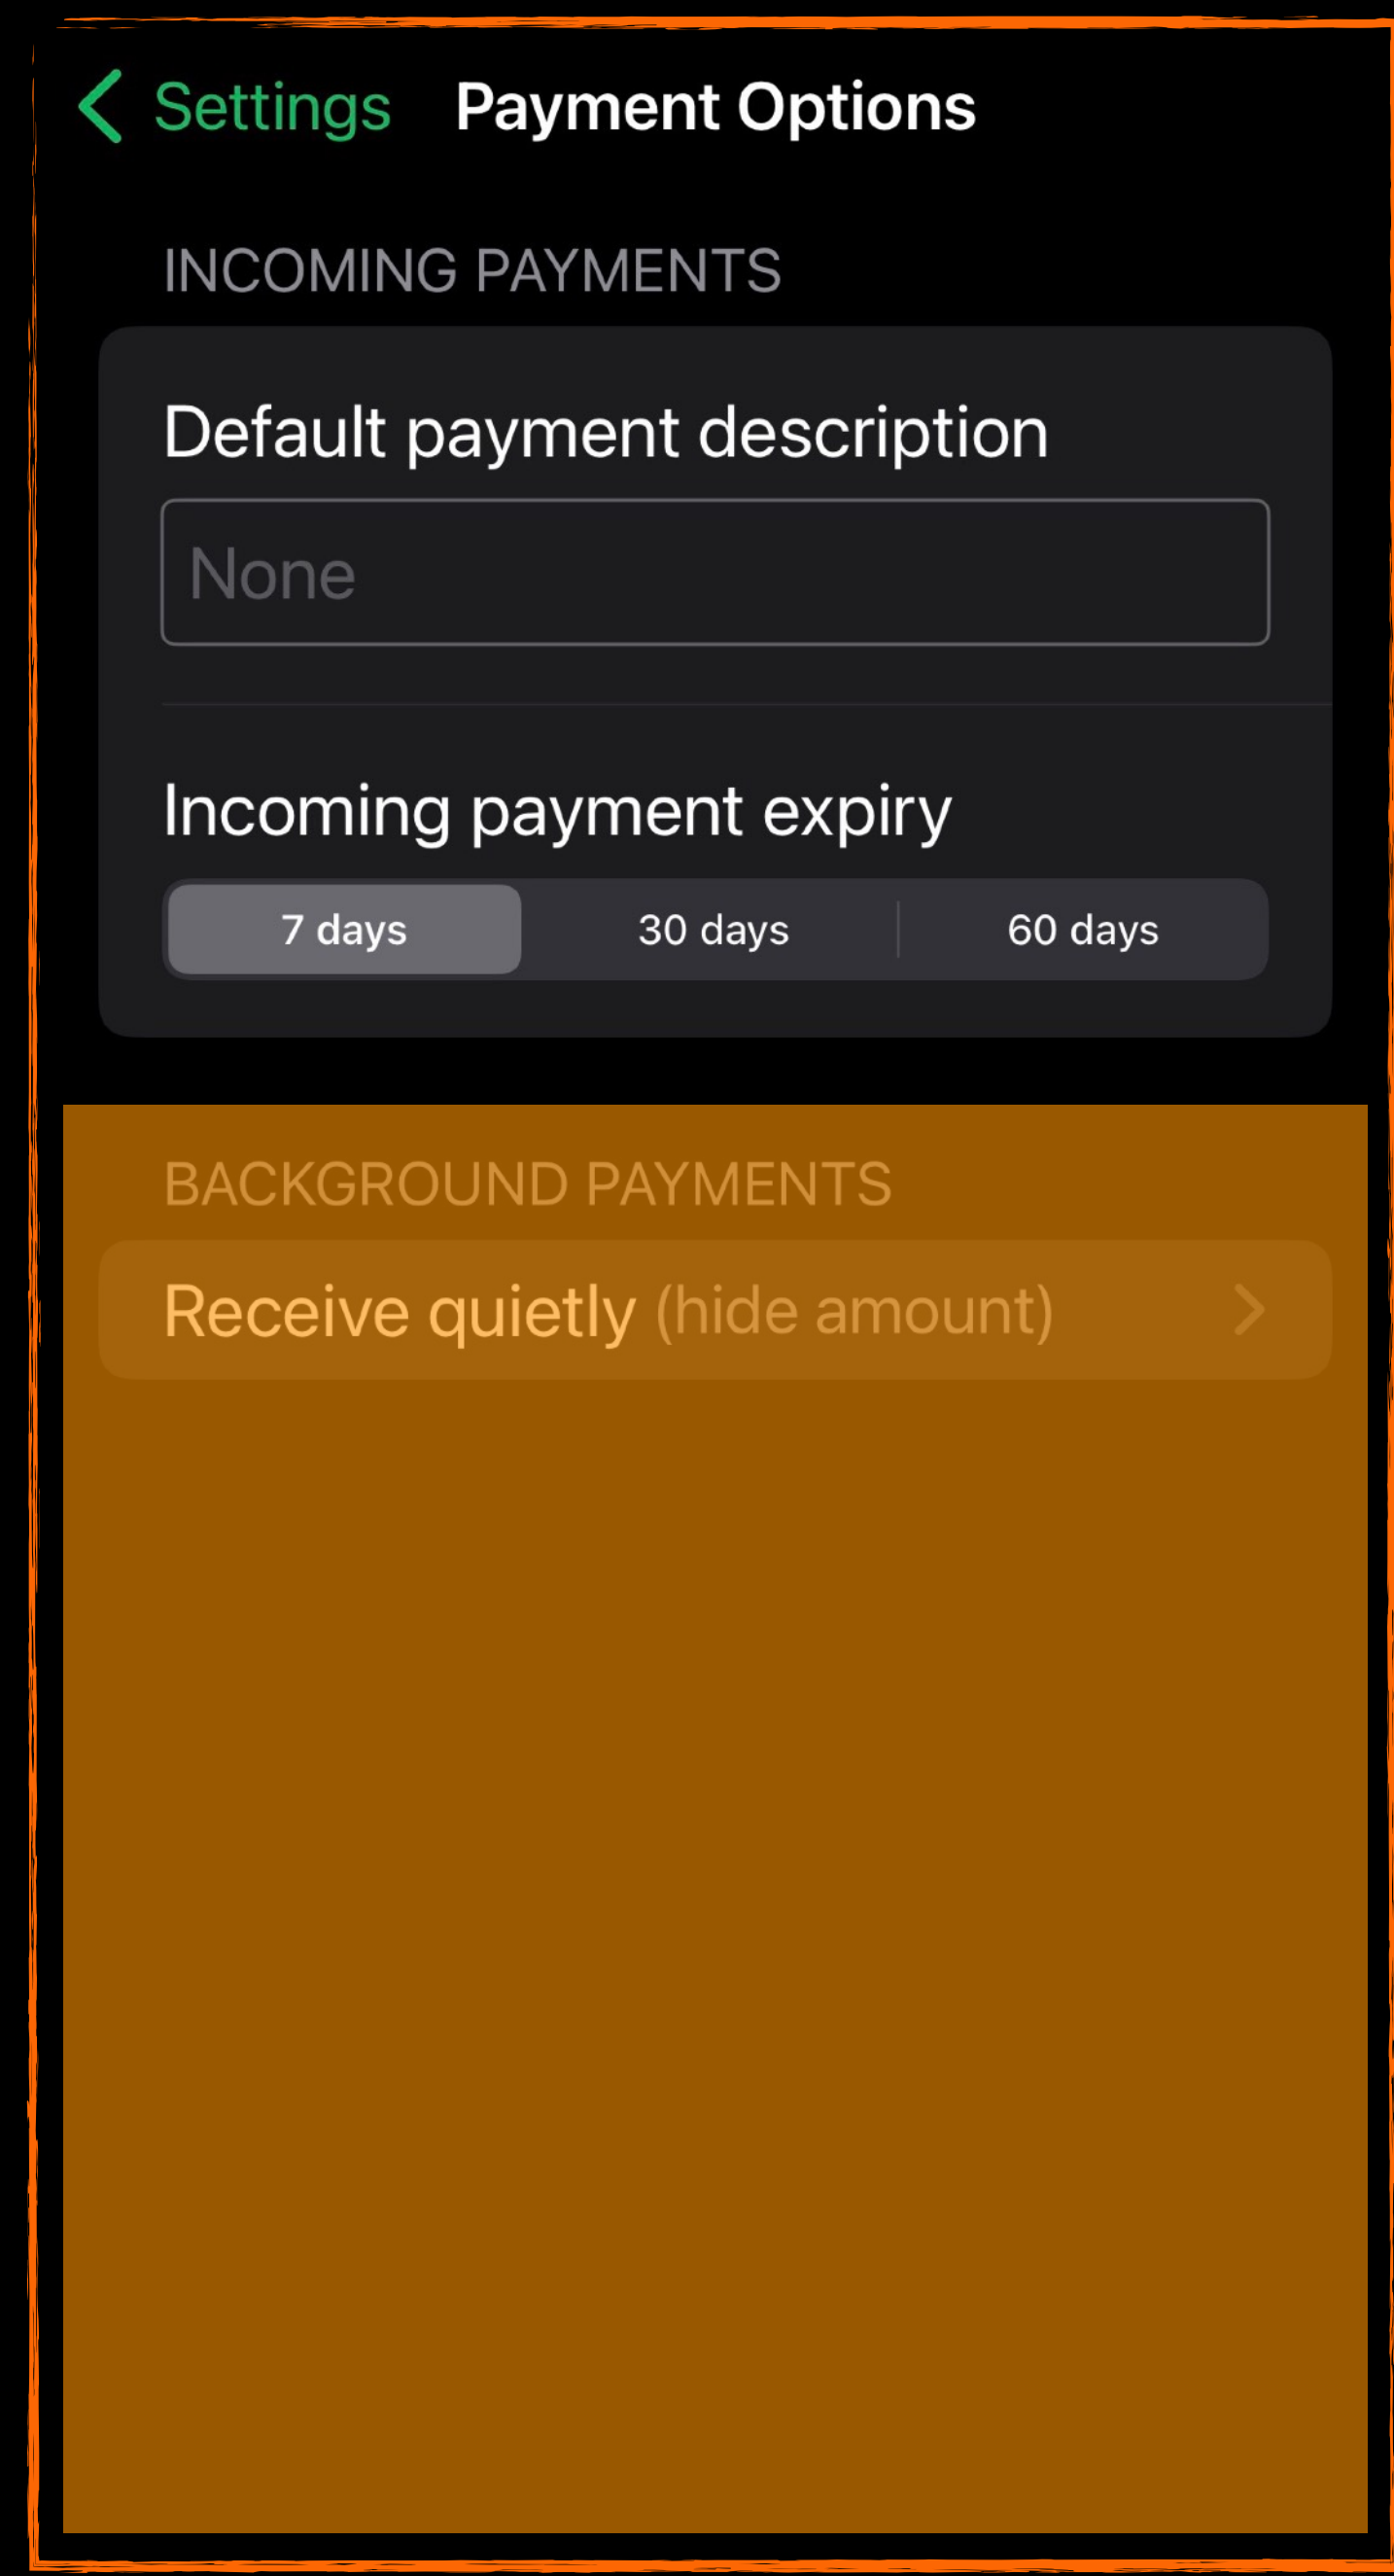 Settings Payment Options
INCOMING PAYMENTS
Default payment description
None
Incoming payment expiry
7 days 30 days 60 days
BACKGROUND PAYMENTS
Receive quietly (hide amount)